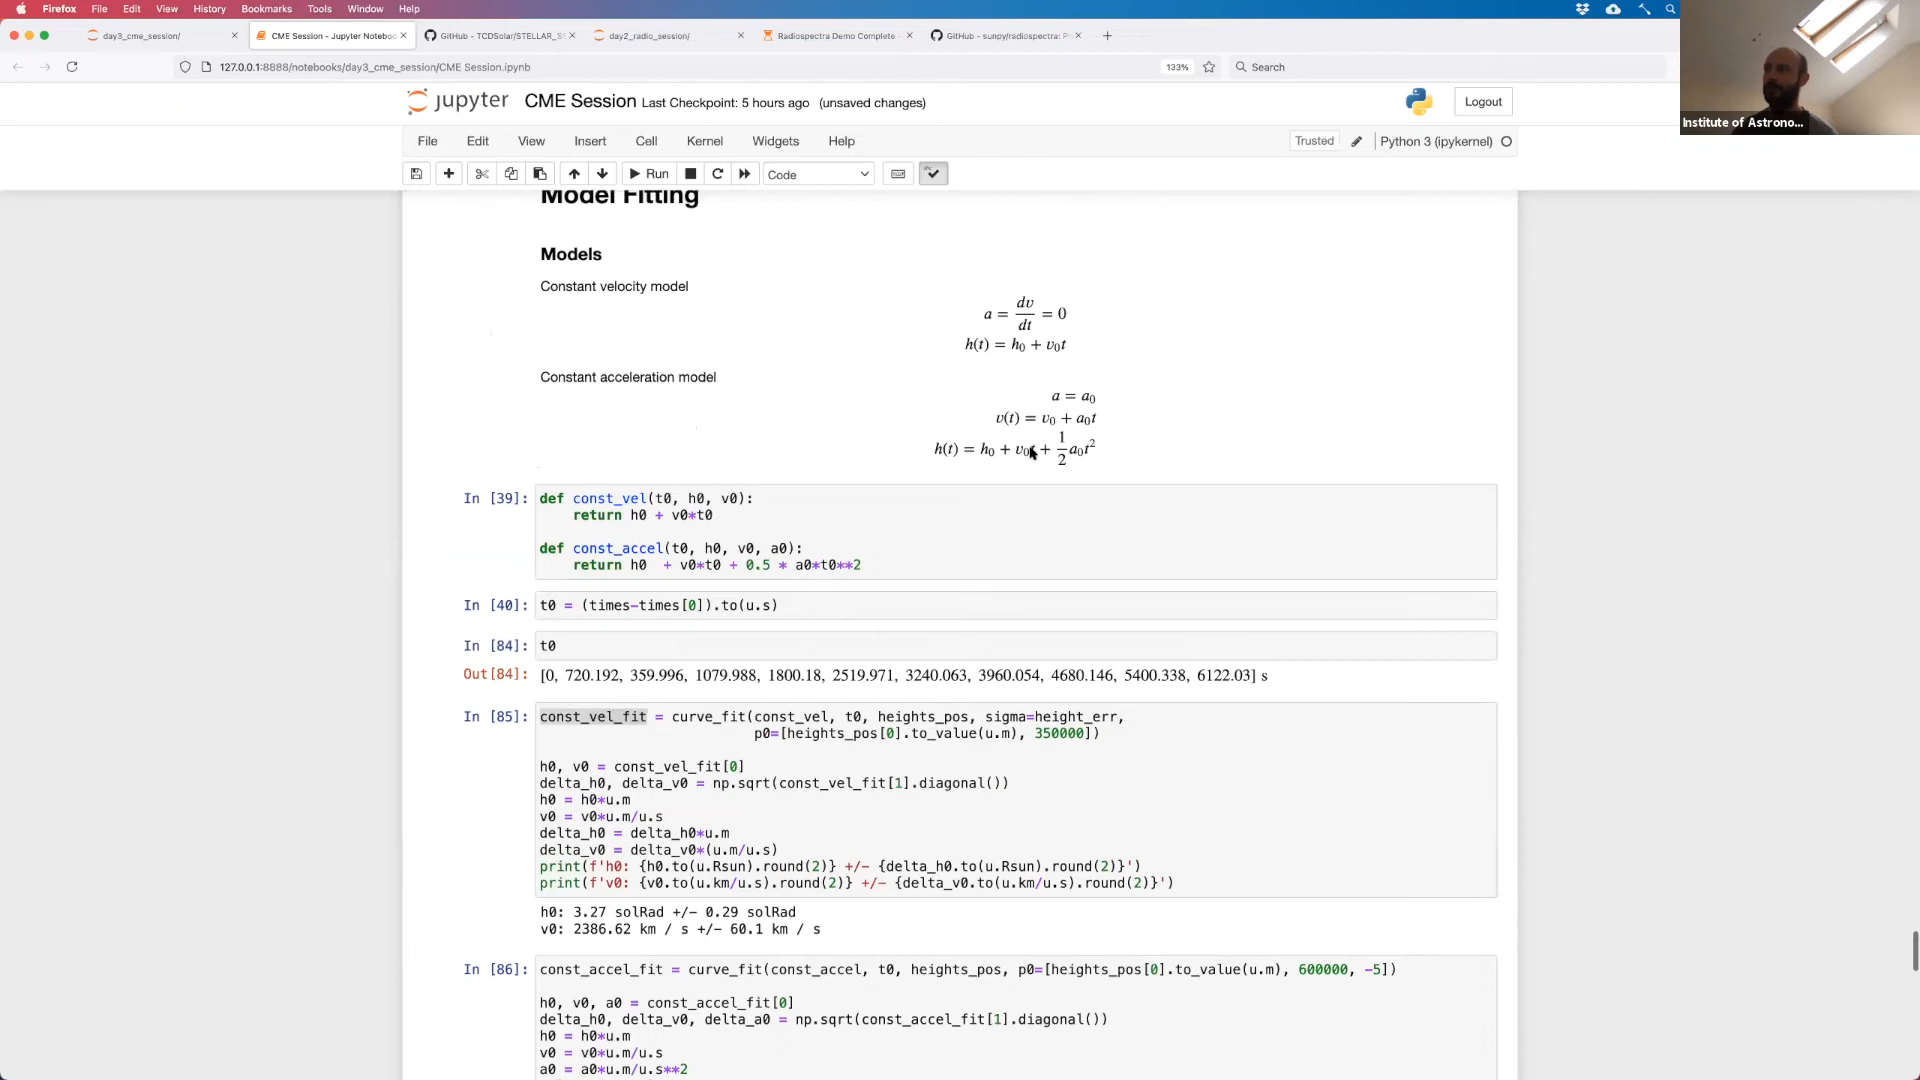 Firefox File Edit View History Bookmarks Tools Window Help
day3_cme_session/
CME Session - Jupyter Noteboo
GitHub - TCDSolar/STELLAR_S
day2_radio_session/
Radiospectra Demo Complete -
GitHub - sunpy/radiospectra: P
127.0.0.1:8888/notebooks/day3_cme_session/CME Session.ipynb
133%
Search
Institute of Astrono...
jupyter CME Session Last Checkpoint: 5 hours ago (unsaved changes)
Logout
File Edit View Insert Cell Kernel Widgets Help
Trusted
Python 3 (ipykernel)
Run
Code
Model Fitting
Models
Constant velocity model
a = dv/dt = 0
h(t) = h₀ + v₀t
Constant acceleration model
a = a₀
v(t) = v₀ + a₀t
h(t) = h₀ + v₀t + 1/2 a₀t²
In [39]: def const_vel(t0, h0, v0):
return h0 + v0*t0
def const_accel(t0, h0, v0, a0):
return h0 + v0*t0 + 0.5 * a0*t0**2
In [40]: t0 = (times-times[0]).to(u.s)
In [84]: t0
Out[84]: [0, 720.192, 359.996, 1079.988, 1800.18, 2519.971, 3240.063, 3960.054, 4680.146, 5400.338, 6122.03] s
In [85]: const_vel_fit = curve_fit(const_vel, t0, heights_pos, sigma=height_err,
p0=[heights_pos[0].to_value(u.m), 350000])
h0, v0 = const_vel_fit[0]
delta_h0, delta_v0 = np.sqrt(const_vel_fit[1].diagonal())
h0 = h0*u.m
v0 = v0*u.m/u.s
delta_h0 = delta_h0*u.m
delta_v0 = delta_v0*(u.m/u.s)
print(f'h0: {h0.to(u.Rsun).round(2)} +/- {delta_h0.to(u.Rsun).round(2)}')
print(f'v0: {v0.to(u.km/u.s).round(2)} +/- {delta_v0.to(u.km/u.s).round(2)}')
h0: 3.27 solRad +/- 0.29 solRad
v0: 2386.62 km / s +/- 60.1 km / s
In [86]: const_accel_fit = curve_fit(const_accel, t0, heights_pos, p0=[heights_pos[0].to_value(u.m), 600000, -5])
h0, v0, a0 = const_accel_fit[0]
delta_h0, delta_v0, delta_a0 = np.sqrt(const_accel_fit[1].diagonal())
h0 = h0*u.m
v0 = v0*u.m/u.s
a0 = a0*u.m/u.s**2